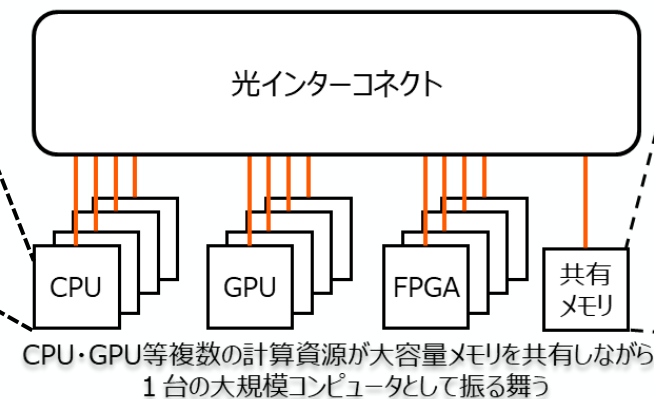 光インターコネクト
CPU
GPU
FPGA
共有
メモリ
CPU・GPU等複数の計算資源が大容量メモリを共有しながら
１台の大規模コンピュータとして振る舞う